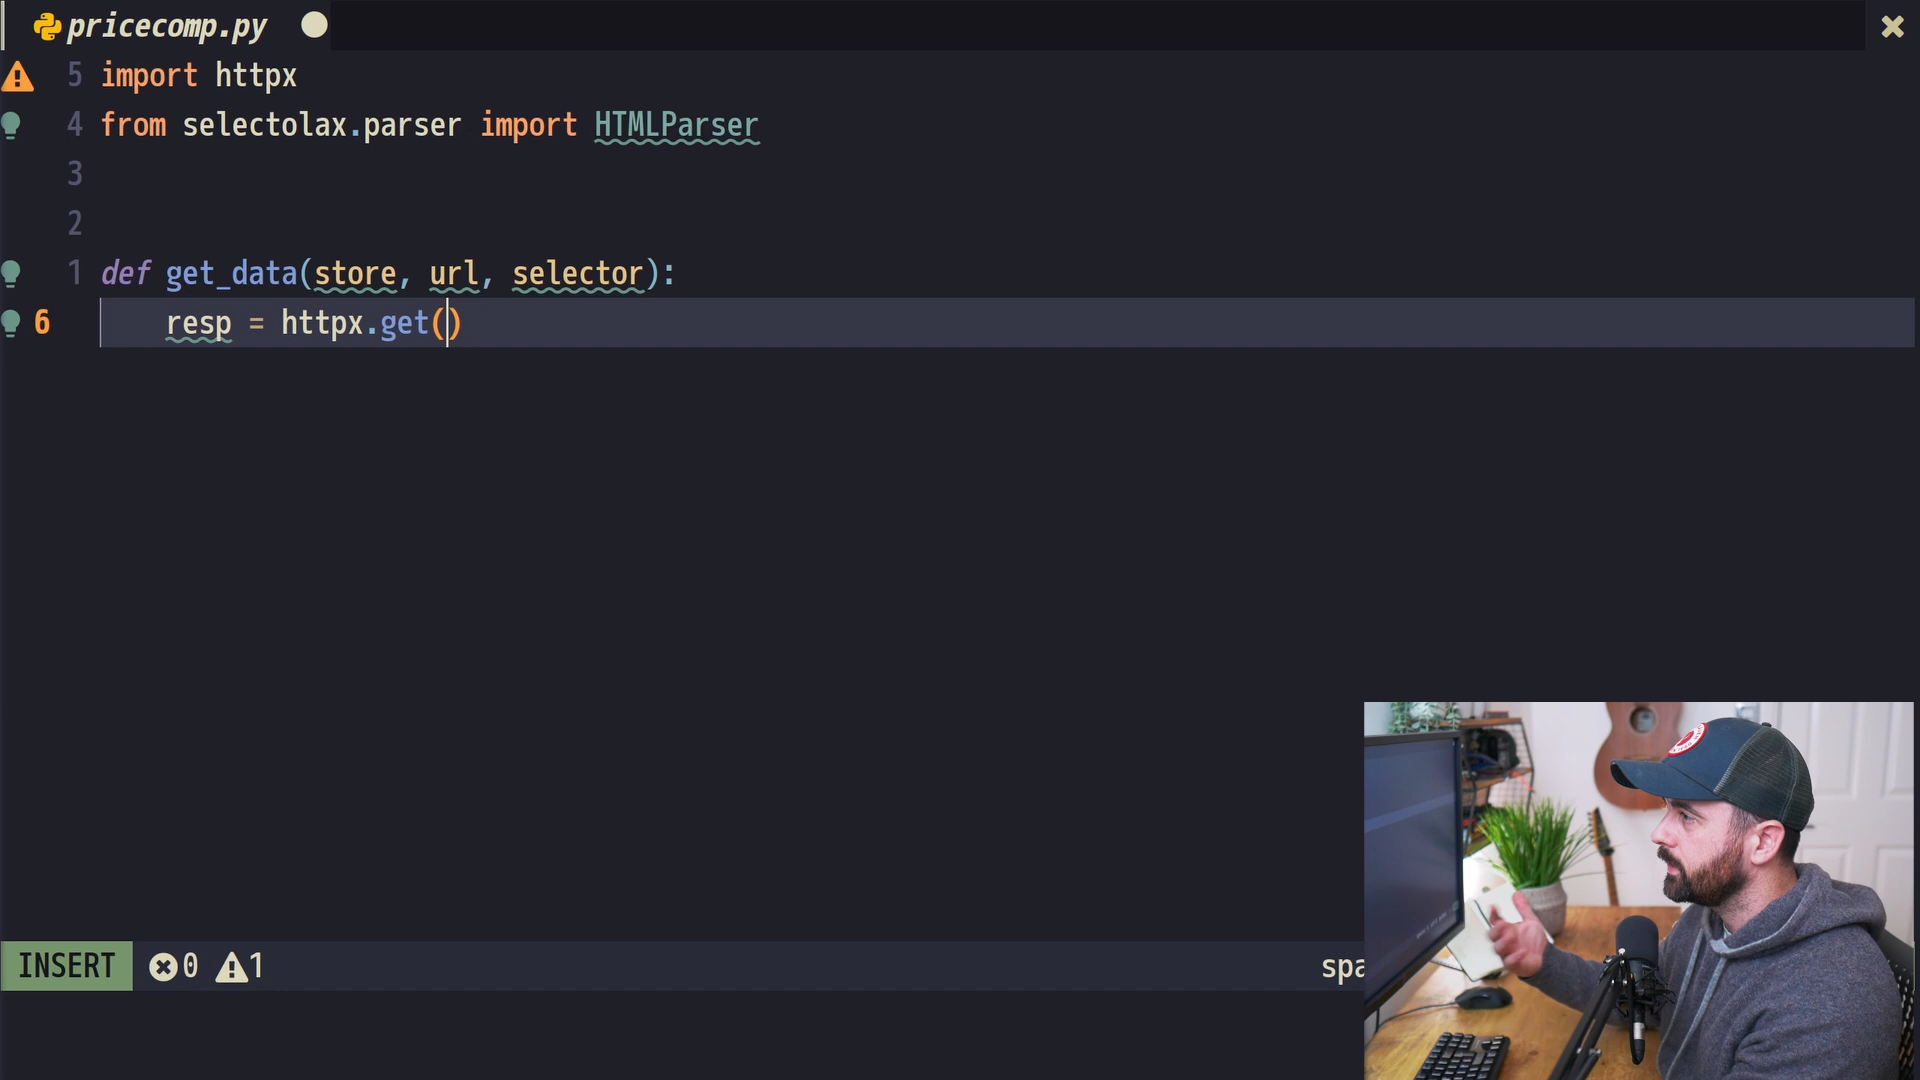 pricecomp.py
5 import httpx
4 from selectolax.parser import HTMLParser
3
2
1 def get_data(store, url, selector):
6 resp = httpx.get()
INSERT 0 1 spa